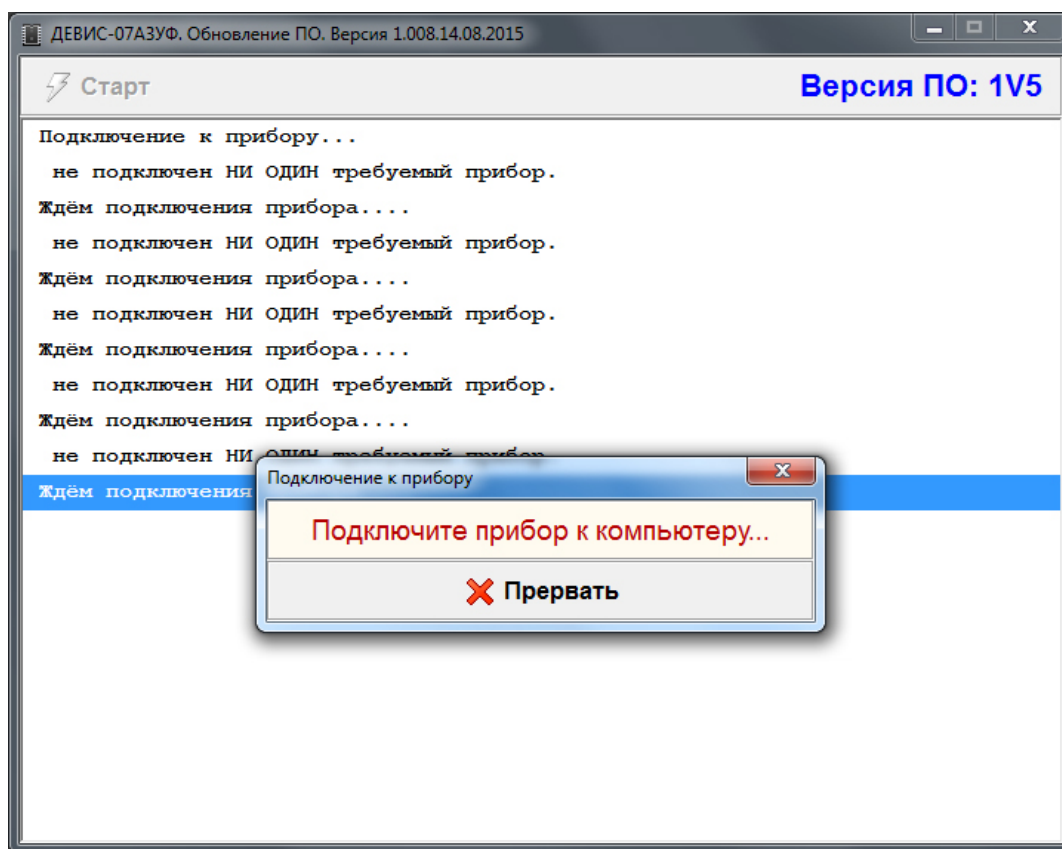 ДЕВИС-07АЗУФ. Обновление ПО. Версия 1.008.14.08.2015
Старт
Версия ПО: 1V5
Подключение к прибору...
не подключен НИ ОДИН требуемый прибор.
Ждём подключения прибора....
не подключен НИ ОДИН требуемый прибор.
Ждём подключения прибора....
не подключен НИ ОДИН требуемый прибор.
Ждём подключения прибора....
не подключен НИ ОДИН требуемый прибор.
Ждём подключения прибора....
не подключен НИ ОДИН требуемый прибор.
Ждём подключения
Подключение к прибору
Подключите прибор к компьютеру...
Прервать